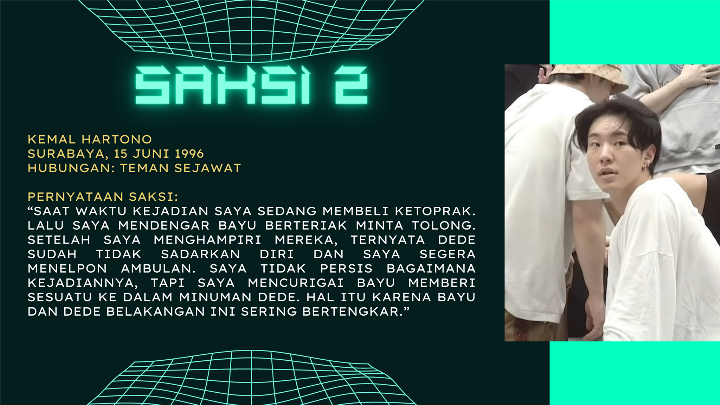 SAKSI 2
KEMAL HARTONO
SURABAYA, 15 JUNI 1996
HUBUNGAN: TEMAN SEJAWAT
PERNYATAAN SAKSI:
“SAAT WAKTU KEJADIAN SAYA SEDANG MEMBELI KETOPRAK.
LALU SAYA MENDENGAR BAYU BERTERIAK MINTA TOLONG.
SETELAH SAYA MENGHAMPIRI MEREKA, TERNYATA DEDE
SUDAH TIDAK SADARKAN DIRI DAN SAYA SEGERA
MENELPON AMBULAN. SAYA TIDAK PERSIS BAGAIMANA
KEJADIANNYA, TAPI SAYA MENCURIGAI BAYU MEMBERI
SESUATU KE DALAM MINUMAN DEDE. HAL ITU KARENA BAYU
DAN DEDE BELAKANGAN INI SERING BERTENGKAR.”